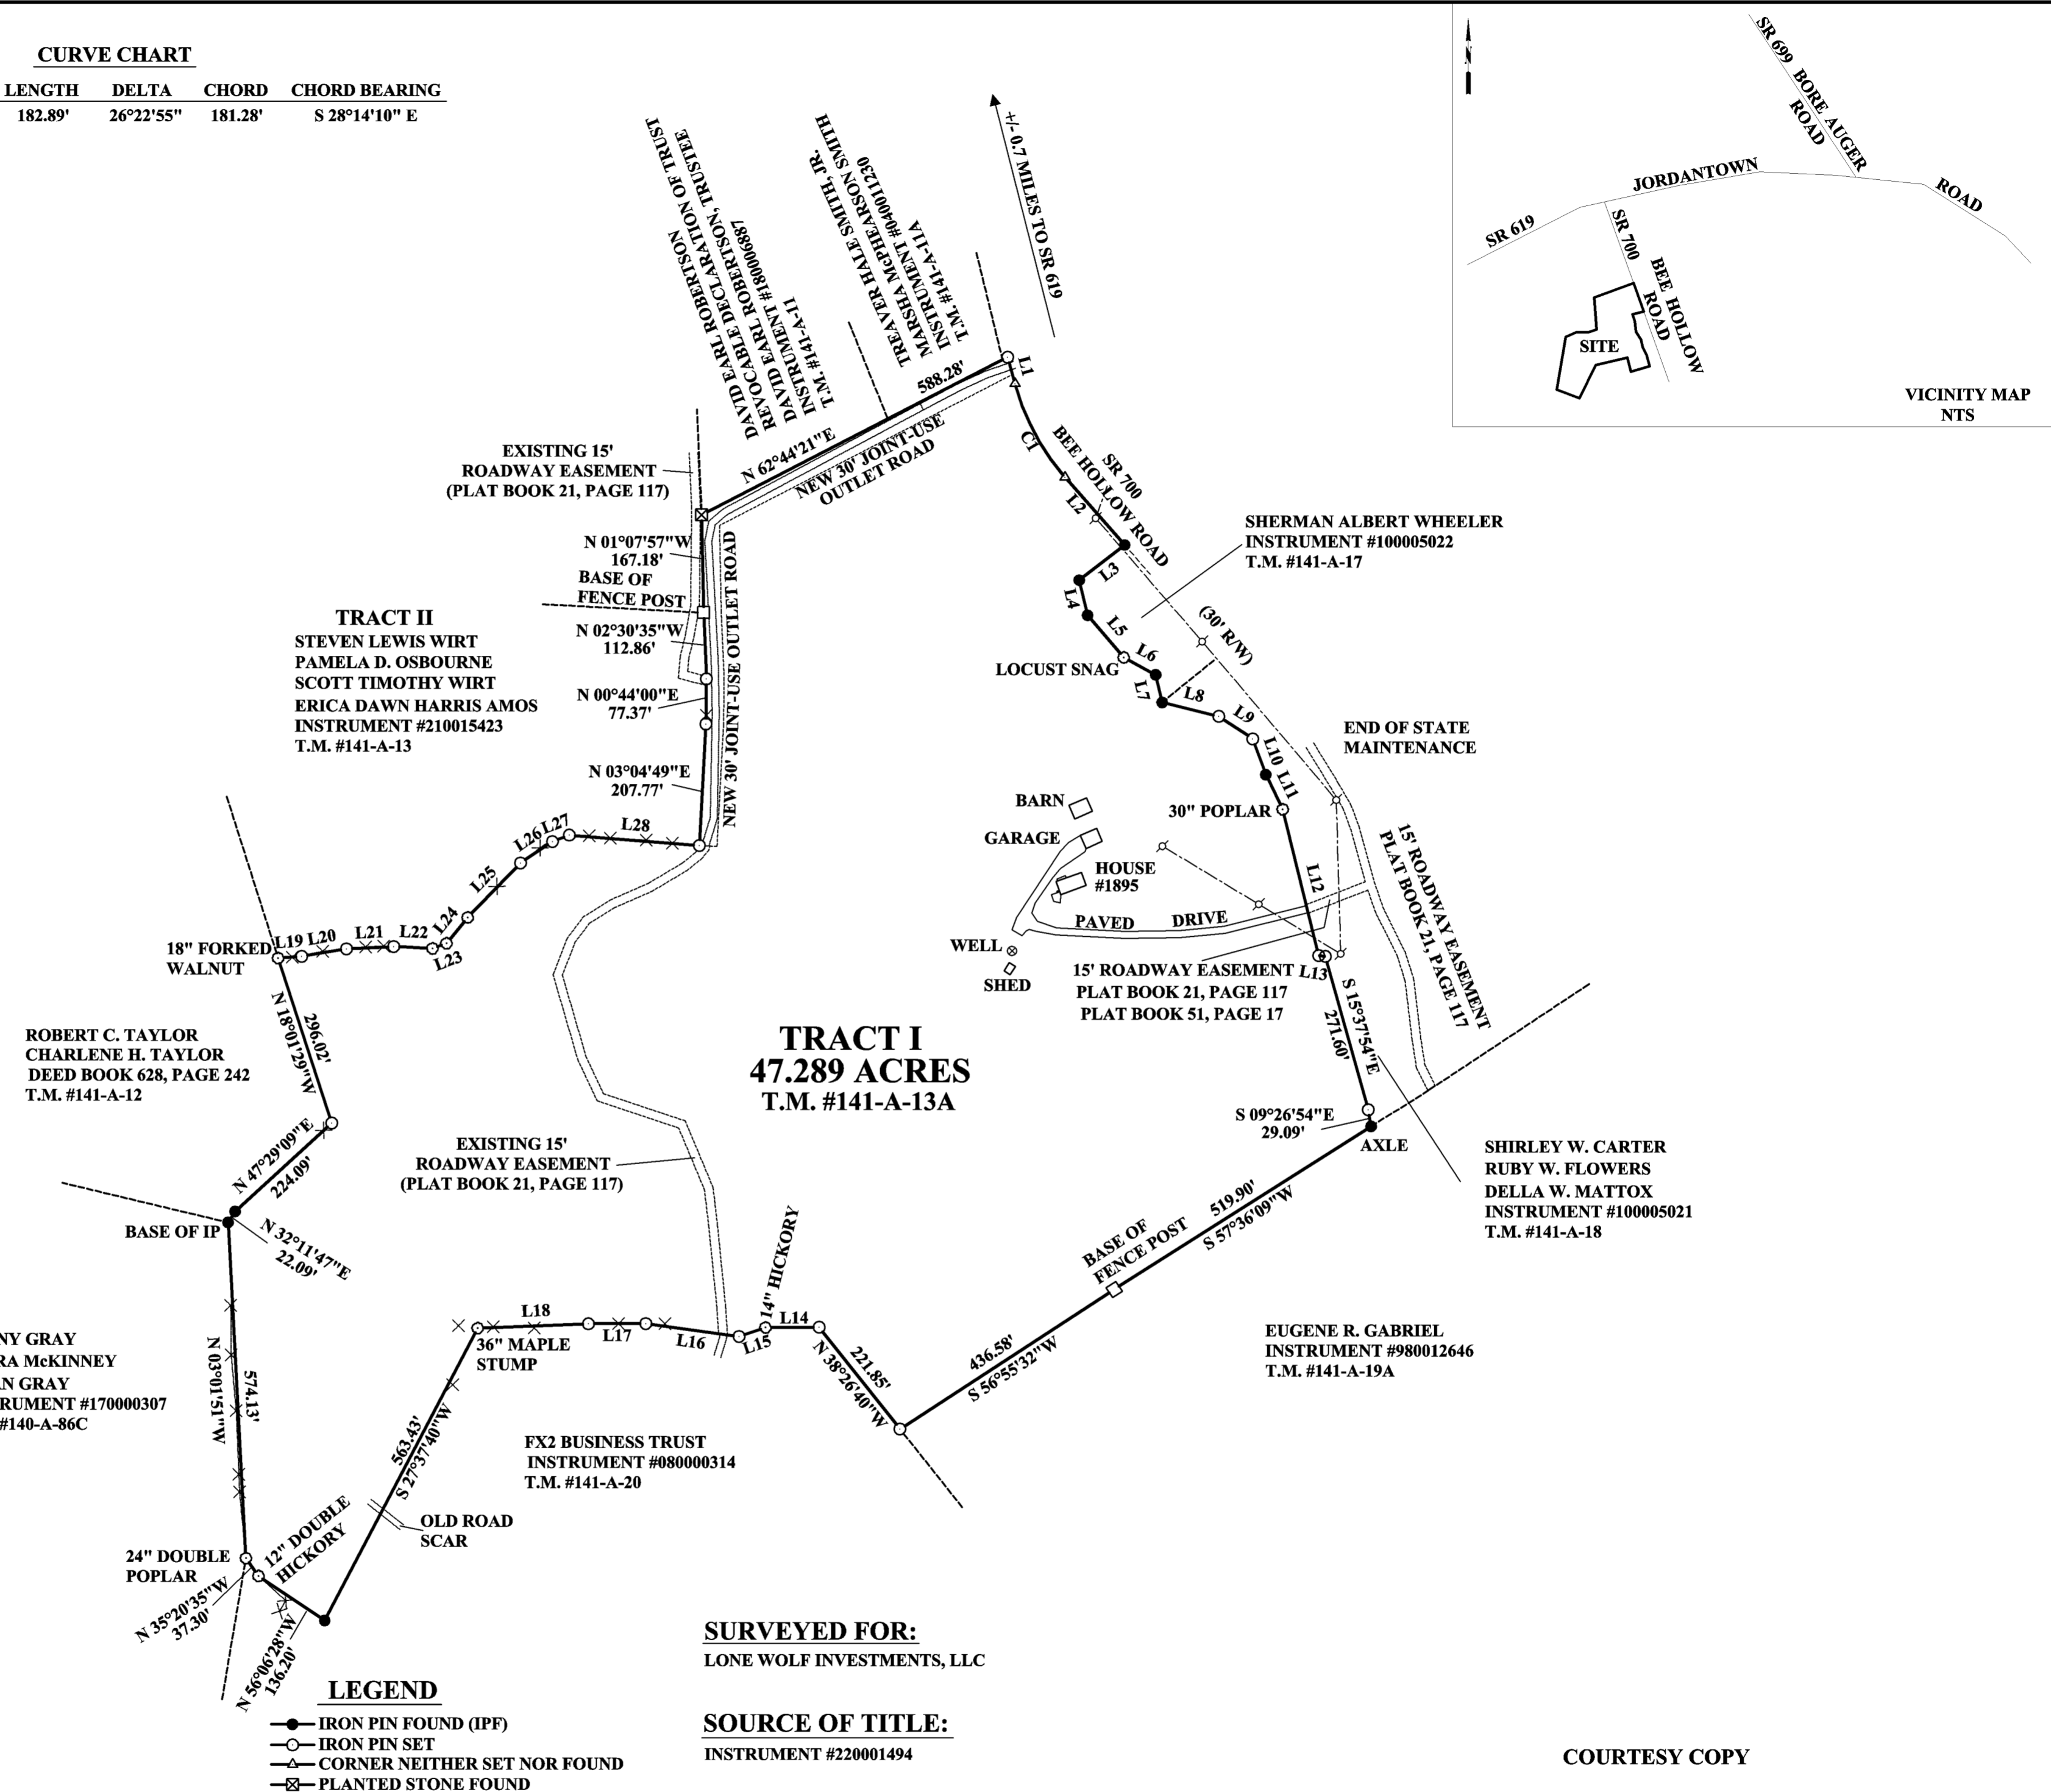 CURVE CHART
LENGTH DELTA CHORD CHORD BEARING
182.89' 26°22'55" 181.28' S 28°14'10" E
N
SR 699 BORE AUGER
ROAD
JORDANTOWN
ROAD
SR 619
SR 700
BEE HOLLOW
ROAD
SITE
VICINITY MAP
NTS
DAVID EARL ROBERTSON
REVOCABLE DECLARATION OF TRUST
DAVID EARL ROBERTSON, TRUSTEE
INSTRUMENT #180006887
T.M. #141-A-11
TREAVER HALE SMITH, JR.
MARSHA McPHEARSON SMITH
INSTRUMENT #040011230
T.M. #141-A-11A
+/- 0.7 MILES TO SR 619
588.28'
N 62°44'21"E
NEW 30' JOINT-USE
OUTLET ROAD
L1
C1
BEE HOLLOW ROAD
SR 700
L2
L3
L4
L5
L6
L7
L8
L9
L10
L11
L12
L13
(30' R/W)
EXISTING 15'
ROADWAY EASEMENT
(PLAT BOOK 21, PAGE 117)
N 01°07'57"W
167.18'
BASE OF
FENCE POST
N 02°30'35"W
112.86'
N 00°44'00"E
77.37'
N 03°04'49"E
207.77'
NEW 30' JOINT-USE OUTLET ROAD
SHERMAN ALBERT WHEELER
INSTRUMENT #100005022
T.M. #141-A-17
LOCUST SNAG
TRACT II
STEVEN LEWIS WIRT
PAMELA D. OSBOURNE
SCOTT TIMOTHY WIRT
ERICA DAWN HARRIS AMOS
INSTRUMENT #210015423
T.M. #141-A-13
END OF STATE
MAINTENANCE
BARN
30" POPLAR
GARAGE
HOUSE
#1895
PAVED DRIVE
WELL
SHED
15' ROADWAY EASEMENT
PLAT BOOK 21, PAGE 117
PLAT BOOK 51, PAGE 17
15' ROADWAY EASEMENT
PLAT BOOK 21, PAGE 117
L28
L27
L26
L25
L24
L23
L22
L21
L20
L19
18" FORKED
WALNUT
296.02'
N 18°01'29"W
ROBERT C. TAYLOR
CHARLENE H. TAYLOR
DEED BOOK 628, PAGE 242
T.M. #141-A-12
TRACT I
47.289 ACRES
T.M. #141-A-13A
S 15°37'54"E
271.60'
S 09°26'54"E
29.09'
AXLE
N 47°29'09"E
224.09'
BASE OF IP
N 32°11'47"E
22.09'
EXISTING 15'
ROADWAY EASEMENT
(PLAT BOOK 21, PAGE 117)
SHIRLEY W. CARTER
RUBY W. FLOWERS
DELLA W. MATTOX
INSTRUMENT #100005021
T.M. #141-A-18
519.90'
S 57°36'09"W
BASE OF
FENCE POST
436.58'
S 56°55'32"W
EUGENE R. GABRIEL
INSTRUMENT #980012646
T.M. #141-A-19A
14" HICKORY
L14
L15
L16
L17
L18
36" MAPLE
STUMP
221.85'
N 38°26'40"W
NY GRAY
RA McKINNEY
N GRAY
RUMENT #170000307
#140-A-86C
574.13'
N 03°01'51"W
563.43'
S 27°37'40"W
FX2 BUSINESS TRUST
INSTRUMENT #080000314
T.M. #141-A-20
OLD ROAD
SCAR
24" DOUBLE
POPLAR
12" DOUBLE
HICKORY
N 35°20'35"W
37.30'
N 56°06'28"W
136.20'
SURVEYED FOR:
LONE WOLF INVESTMENTS, LLC
SOURCE OF TITLE:
INSTRUMENT #220001494
LEGEND
IRON PIN FOUND (IPF)
IRON PIN SET
CORNER NEITHER SET NOR FOUND
PLANTED STONE FOUND
COURTESY COPY